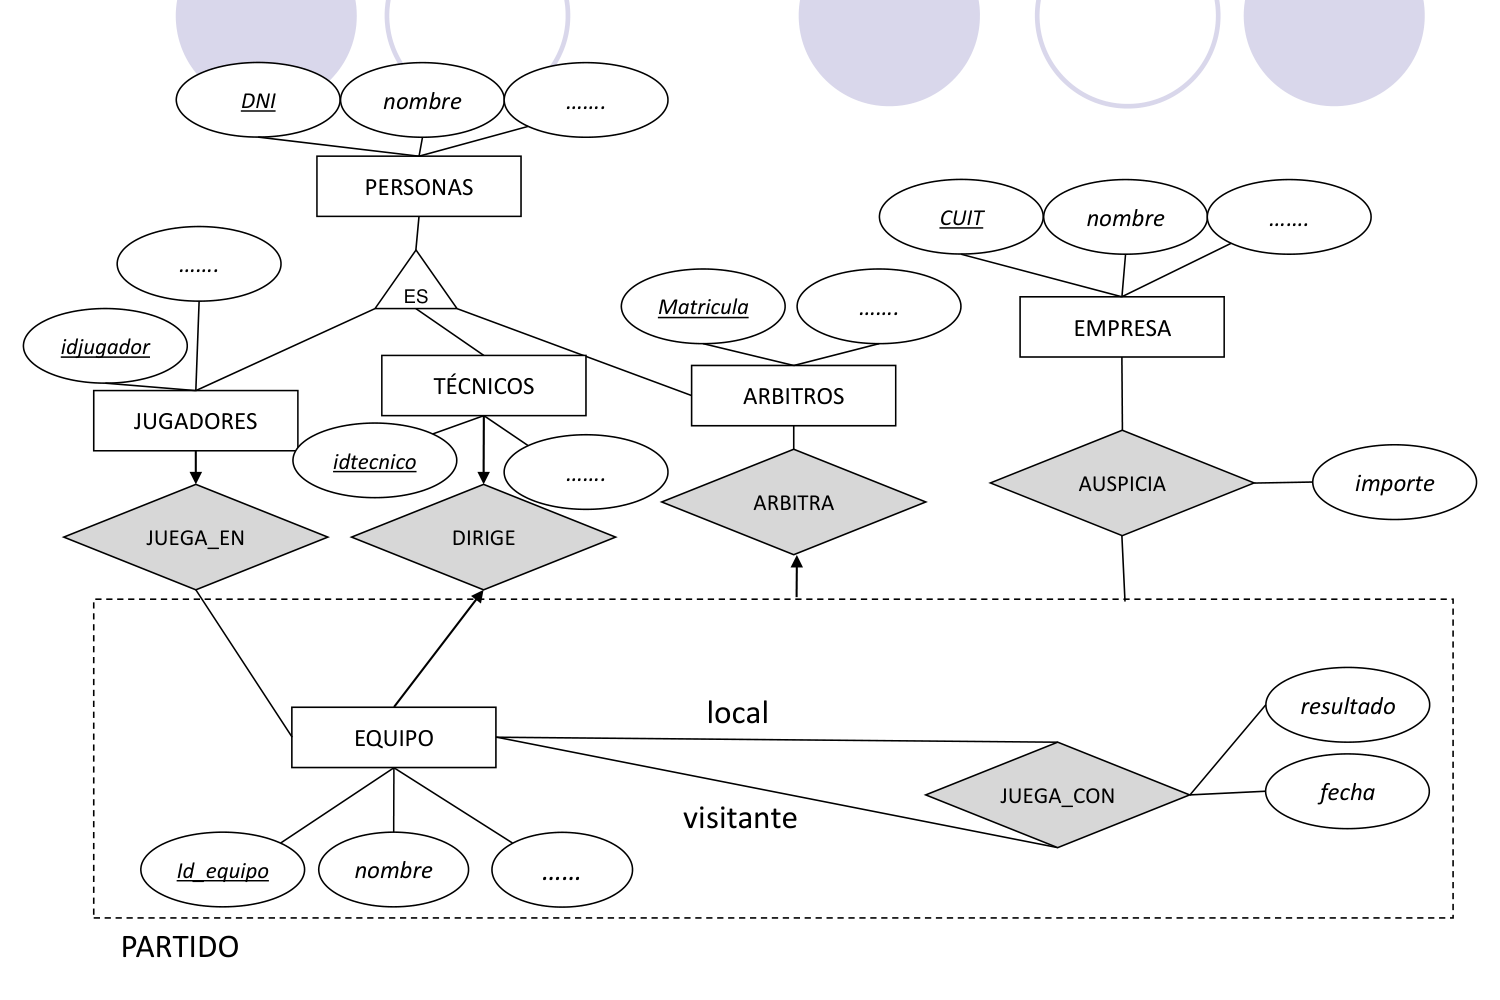 DNI
nombre
.......
PERSONAS
CUIT
nombre
.......
.......
ES
Matricula
.......
EMPRESA
idjugador
TÉCNICOS
ARBITROS
JUGADORES
idtecnico
.......
AUSPICIA
importe
JUEGA_EN
DIRIGE
ARBITRA
local
resultado
EQUIPO
JUEGA_CON
fecha
visitante
Id_equipo
nombre
......
PARTIDO